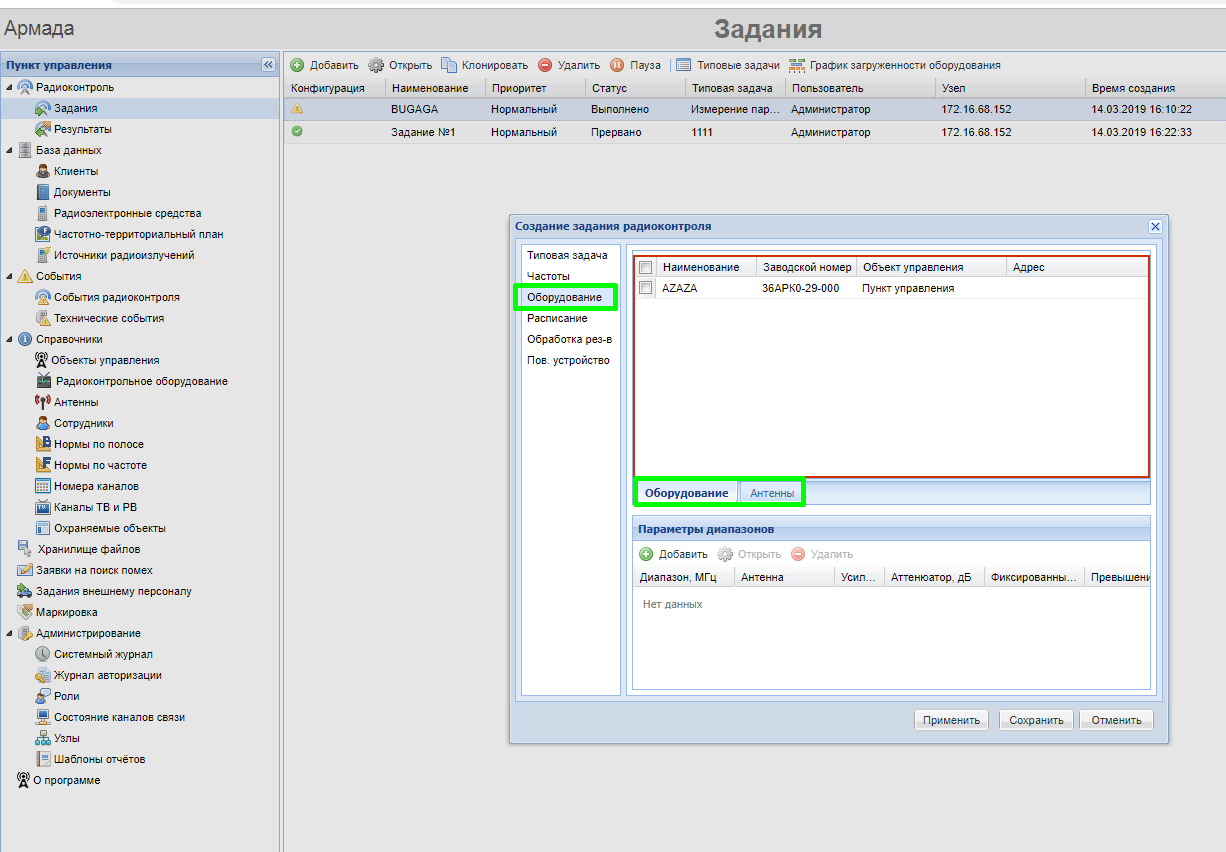 Армада
Задания
Пункт управления
Радиоконтроль
Задания
Результаты
База данных
Клиенты
Документы
Радиоэлектронные средства
Частотно-территориальный план
Источники радиоизлучений
События
События радиоконтроля
Технические события
Справочники
Объекты управления
Радиоконтрольное оборудование
Антенны
Сотрудники
Нормы по полосе
Нормы по частоте
Номера каналов
Каналы ТВ и РВ
Охраняемые объекты
Хранилище файлов
Заявки на поиск помех
Задания внешнему персоналу
Маркировка
Администрирование
Системный журнал
Журнал авторизации
Роли
Состояние каналов связи
Узлы
Шаблоны отчётов
О программе
Добавить Открыть Клонировать Удалить Пауза Типовые задачи График загруженности оборудования
Конфигурация Наименование Приоритет Статус Типовая задача Пользователь Узел Время создания
BUGAGA Нормальный Выполнено Измерение пар... Администратор 172.16.68.152 14.03.2019 16:10:22
Задание №1 Нормальный Прервано 1111 Администратор 172.16.68.152 14.03.2019 16:22:33
Создание задания радиоконтроля
Типовая задача
Частоты
Оборудование
Расписание
Обработка рез-в
Пов. устройство
Наименование Заводской номер Объект управления Адрес
AZAZA 36АРК0-29-000 Пункт управления
Оборудование Антенны
Параметры диапазонов
Добавить Открыть Удалить
Диапазон, МГц Антенна Усил... Аттенюатор, дБ Фиксированны... Превышени
Нет данных
Применить Сохранить Отменить